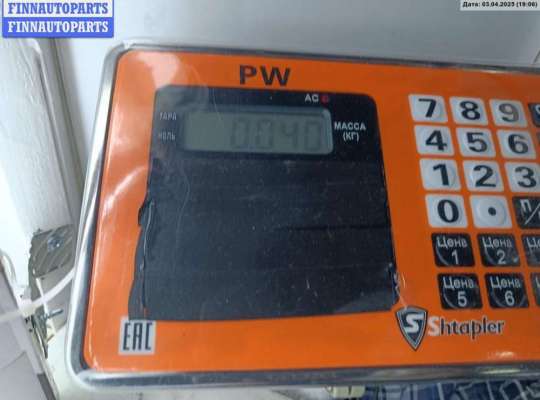 FINNAUTOPARTS
FINNAUTOPARTS
Дата: 03.04.2025 (19:06)
PW
AC
ТАРА
НОЛЬ
0.040
МАССА
(КГ)
7 8 9
4 5 6
1 2 3
0 •
Цена 1
Цена 2
Цена 5
Цена 6
EAC
S Shtapler